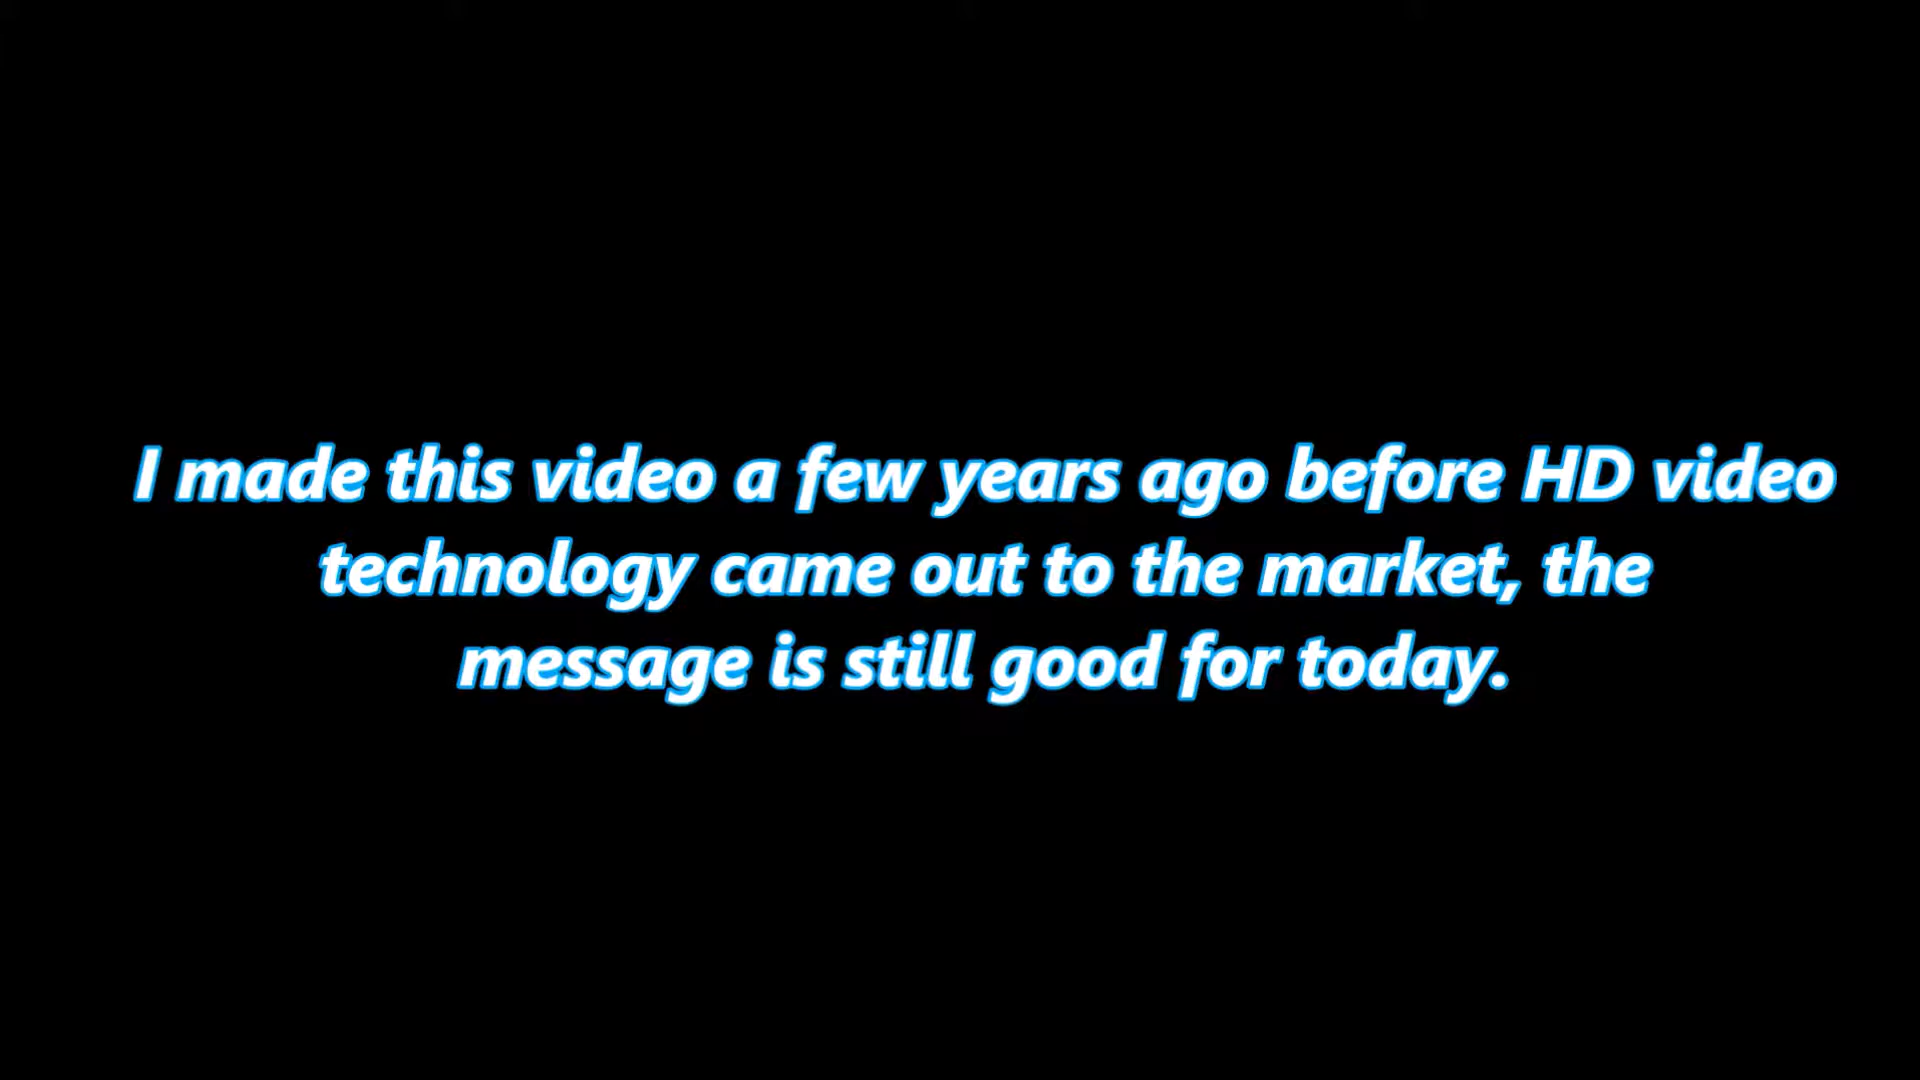 I made this video a few years ago before HD video
technology came out to the market, the
message is still good for today.